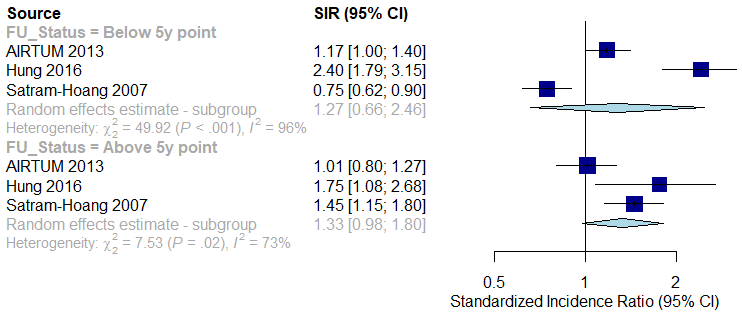 Source SIR (95% CI)
FU_Status = Below 5y point
AIRTUM 2013 1.17 [1.00; 1.40]
Hung 2016 2.40 [1.79; 3.15]
Satram-Hoang 2007 0.75 [0.62; 0.90]
Random effects estimate - subgroup 1.27 [0.66; 2.46]
Heterogeneity: χ²₂ = 49.92 (P < .001), I² = 96%
FU_Status = Above 5y point
AIRTUM 2013 1.01 [0.80; 1.27]
Hung 2016 1.75 [1.08; 2.68]
Satram-Hoang 2007 1.45 [1.15; 1.80]
Random effects estimate - subgroup 1.33 [0.98; 1.80]
Heterogeneity: χ²₂ = 7.53 (P = .02), I² = 73%
0.5 1 2
Standardized Incidence Ratio (95% CI)